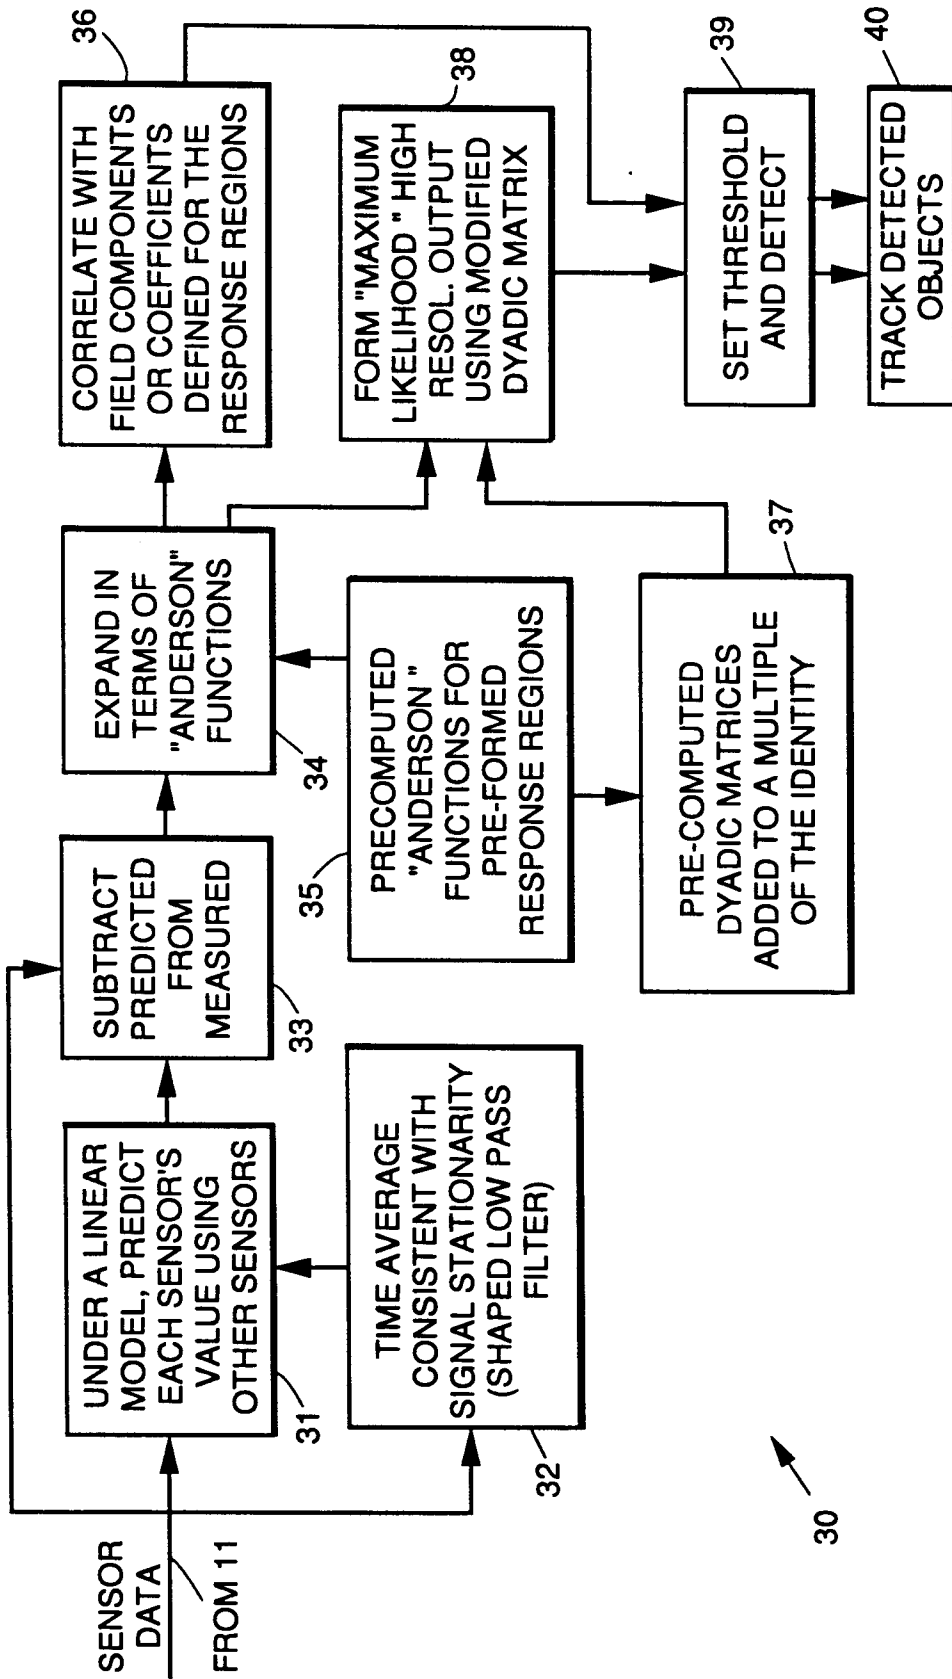 SENSOR
DATA
FROM 11
UNDER A LINEAR
MODEL, PREDICT
EACH SENSOR'S
VALUE USING
OTHER SENSORS
31
TIME AVERAGE
CONSISTENT WITH
SIGNAL STATIONARITY
(SHAPED LOW PASS
FILTER)
32
SUBTRACT
PREDICTED
FROM
MEASURED
33
EXPAND IN
TERMS OF
"ANDERSON"
FUNCTIONS
34
PRECOMPUTED
"ANDERSON "
FUNCTIONS FOR
PRE-FORMED
RESPONSE REGIONS
35
CORRELATE WITH
FIELD COMPONENTS
OR COEFFICIENTS
DEFINED FOR THE
RESPONSE REGIONS
36
PRE-COMPUTED
DYADIC MATRICES
ADDED TO A MULTIPLE
OF THE IDENTITY
37
FORM "MAXIMUM
LIKELIHOOD " HIGH
RESOL. OUTPUT
USING MODIFIED
DYADIC MATRIX
38
SET THRESHOLD
AND DETECT
39
TRACK DETECTED
OBJECTS
40
30